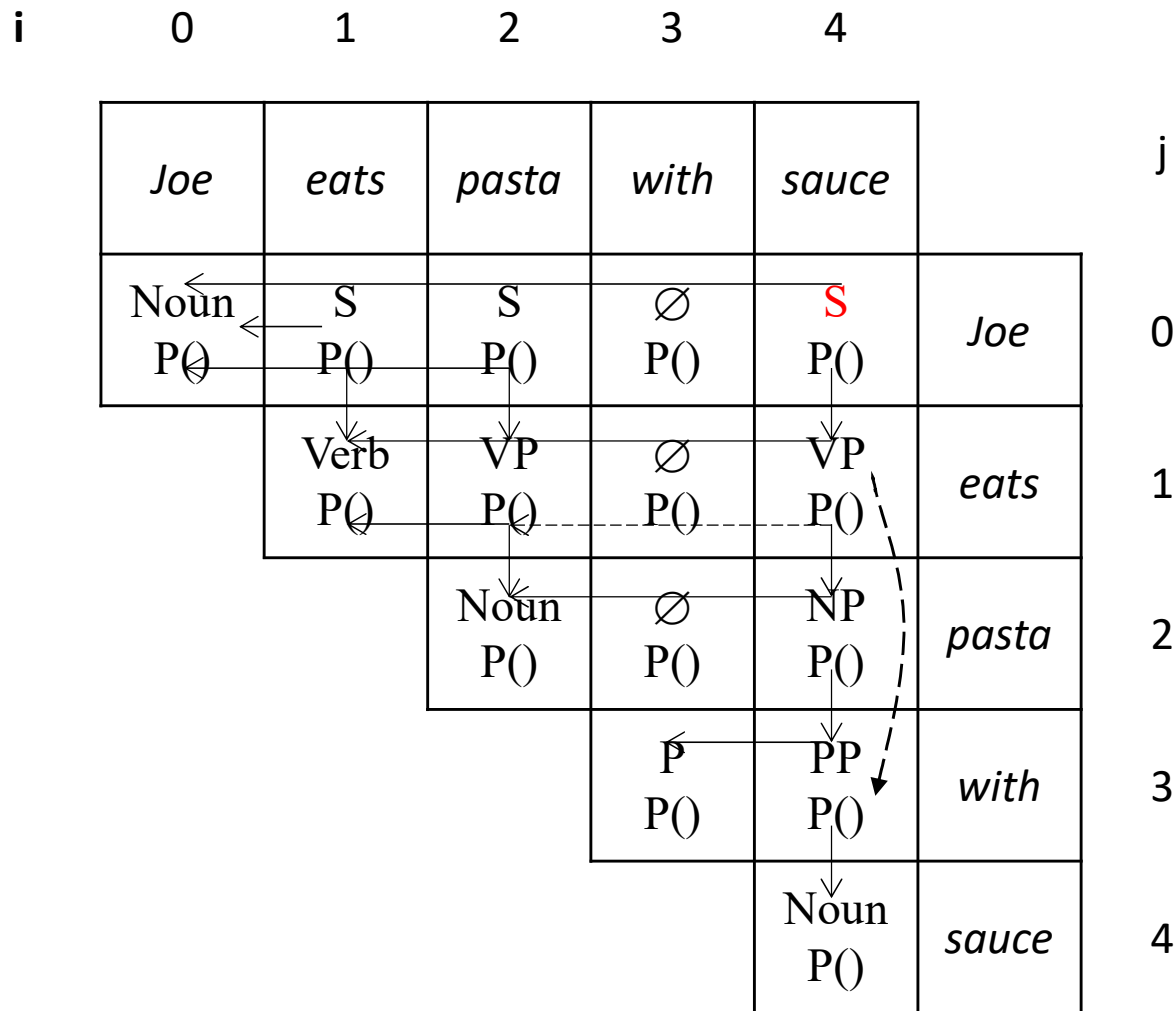 i 0 1 2 3 4
j
Joe eats pasta with sauce
Noun S S ∅ S
P() P() P() P() P()
Joe 0
Verb VP ∅ VP
P() P() P() P()
eats 1
Noun ∅ NP
P() P() P()
pasta 2
P PP
P() P()
with 3
Noun
P()
sauce 4